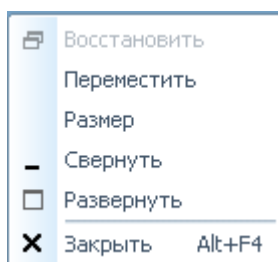 Восстановить
Переместить
Размер
Свернуть
Развернуть
Закрыть Alt+F4